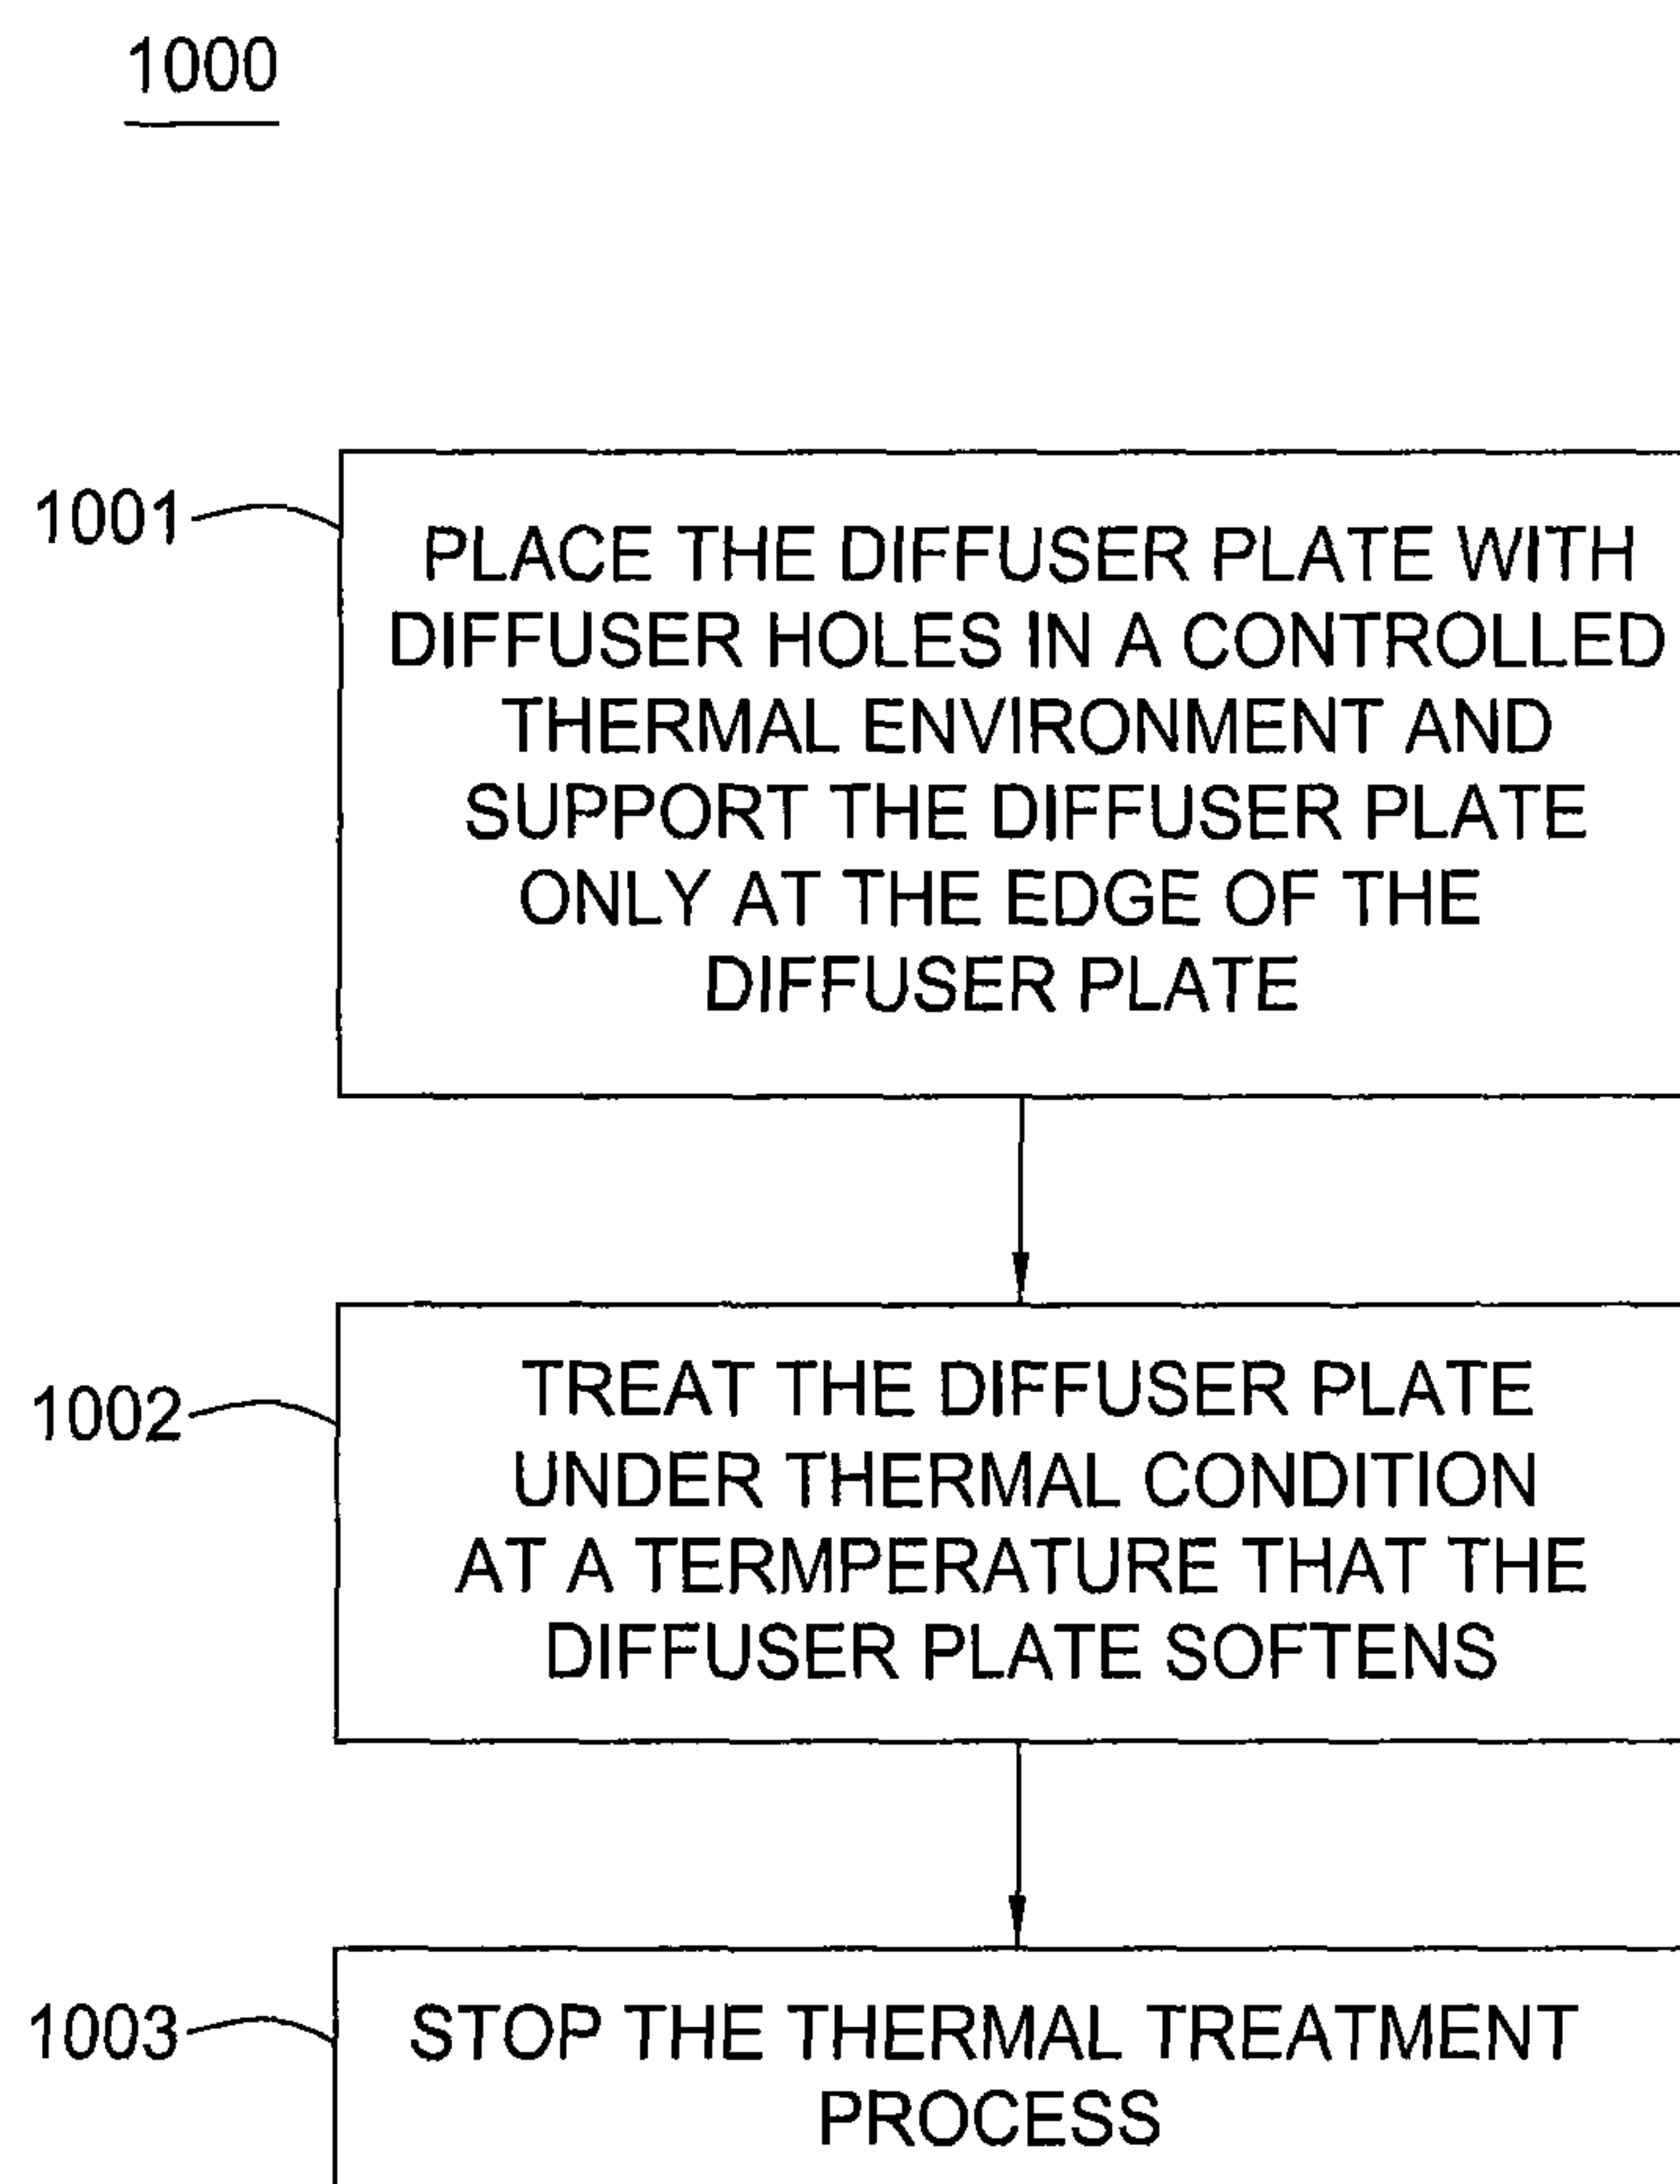 1000
1001
PLACE THE DIFFUSER PLATE WITH
DIFFUSER HOLES IN A CONTROLLED
THERMAL ENVIRONMENT AND
SUPPORT THE DIFFUSER PLATE
ONLY AT THE EDGE OF THE
DIFFUSER PLATE
1002
TREAT THE DIFFUSER PLATE
UNDER THERMAL CONDITION
AT A TERMPERATURE THAT THE
DIFFUSER PLATE SOFTENS
1003
STOP THE THERMAL TREATMENT
PROCESS